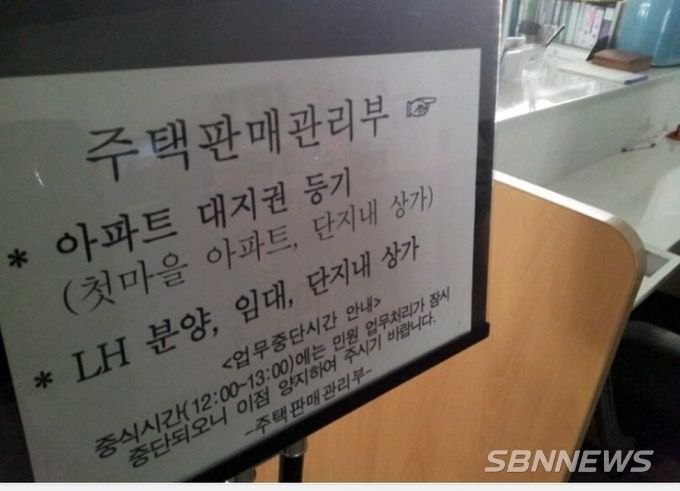 주택판매관리부 ☞
* 아파트 대지권 등기
(첫마을 아파트, 단지내 상가)
* LH 분양, 임대, 단지내 상가
<업무중단시간 안내>
중식시간(12:00~13:00)에는 민원 업무처리가 잠시
중단되오니 이점 양지하여 주시기 바랍니다.
-주택판매관리부-
SBNNEWS